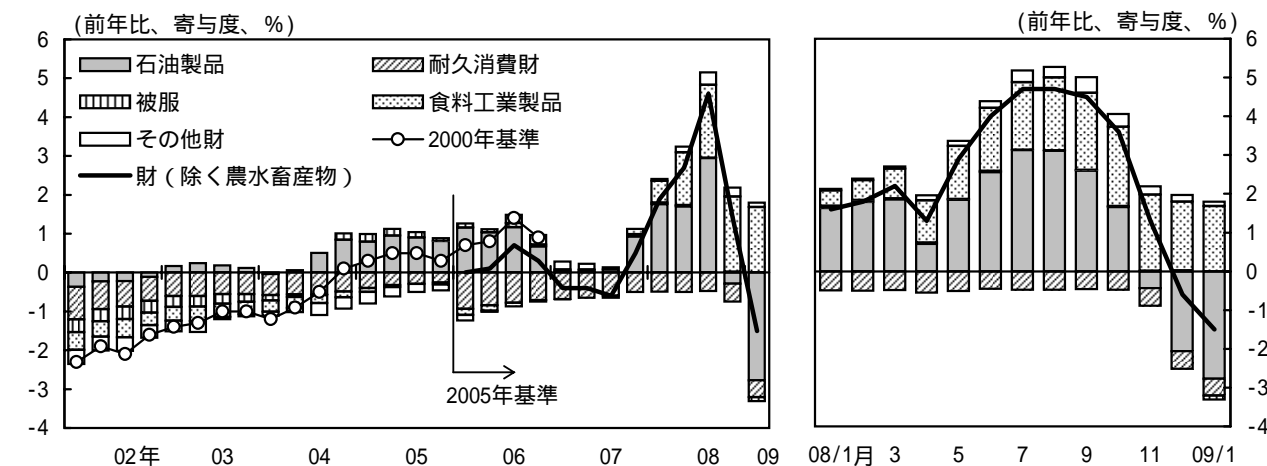 (前年比、寄与度、%)
6
5
4
3
2
1
0
-1
-2
-3
-4
石油製品
耐久消費財
被服
食料工業製品
その他財
2000年基準
財(除く農水畜産物)
2005年基準
02年 03 04 05 06 07 08 09
(前年比、寄与度、%)
6
5
4
3
2
1
0
-1
-2
-3
-4
08/1月 3 5 7 9 11 09/1